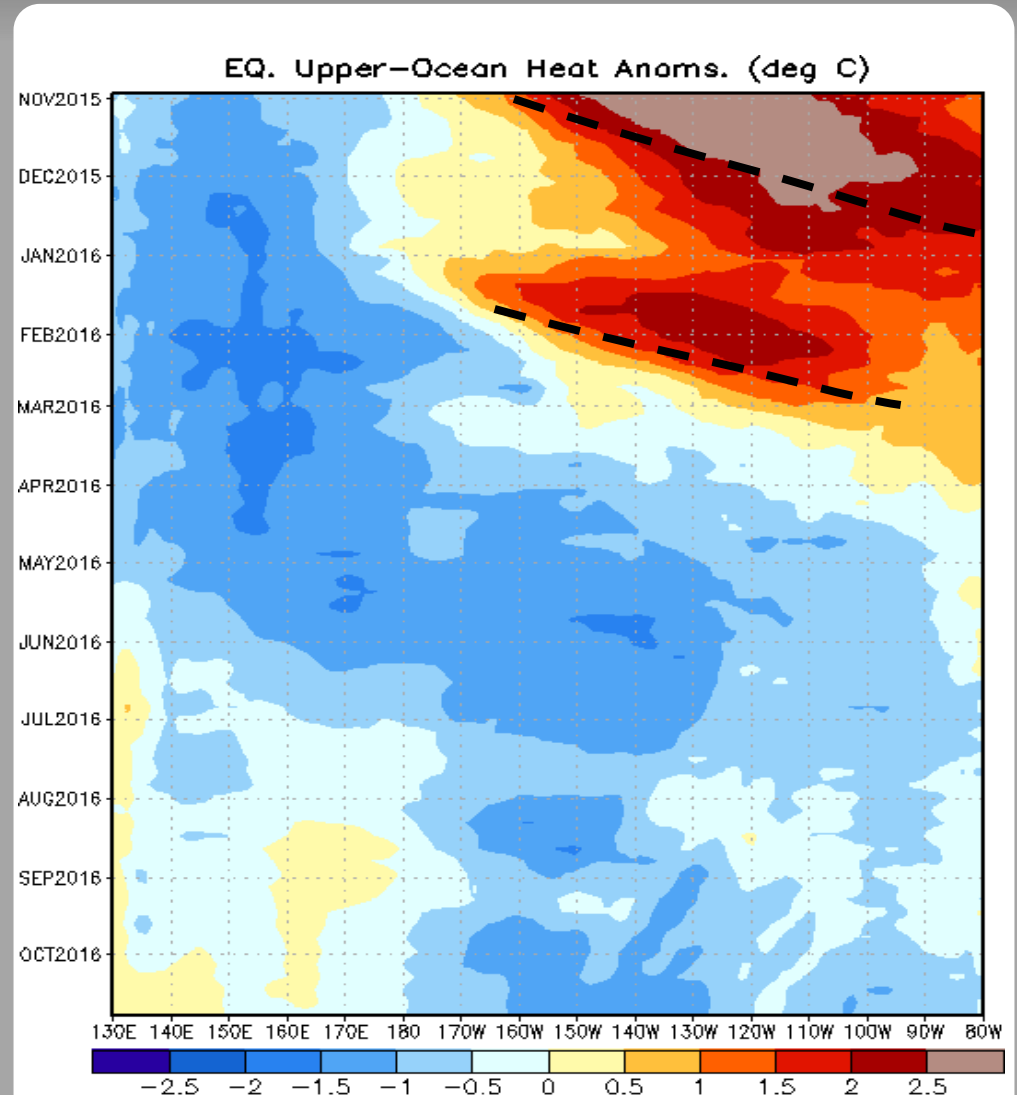 EQ. Upper-Ocean Heat Anoms. (deg C)
NOV2015
DEC2015
JAN2016
FEB2016
MAR2016
APR2016
MAY2016
JUN2016
JUL2016
AUG2016
SEP2016
OCT2016
130E 140E 150E 160E 170E 180 170W 160W 150W 140W 130W 120W 110W 100W 90W 80W
-2.5 -2 -1.5 -1 -0.5 0 0.5 1 1.5 2 2.5